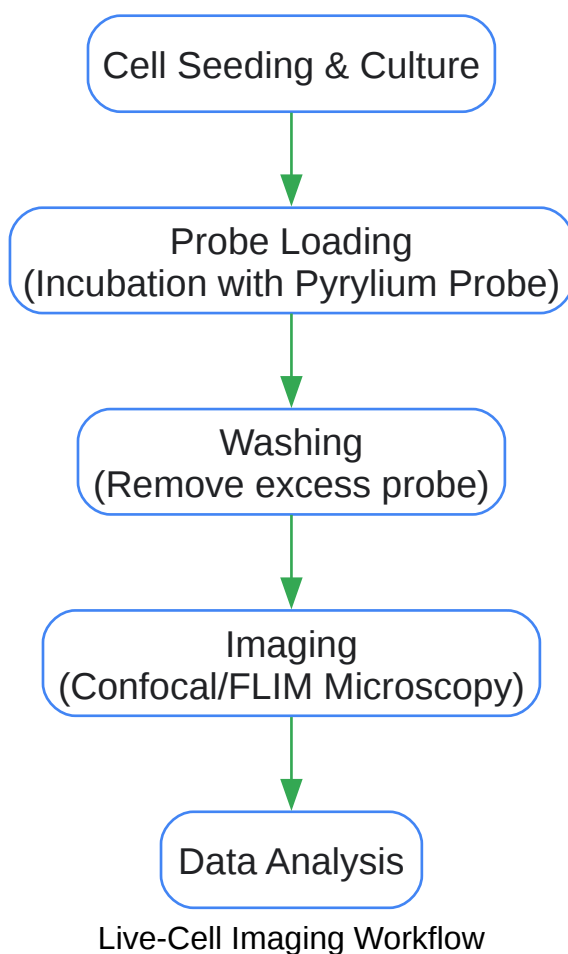 Cell Seeding & Culture
Probe Loading
(Incubation with Pyrylium Probe)
Washing
(Remove excess probe)
Imaging
(Confocal/FLIM Microscopy)
Data Analysis
Live-Cell Imaging Workflow